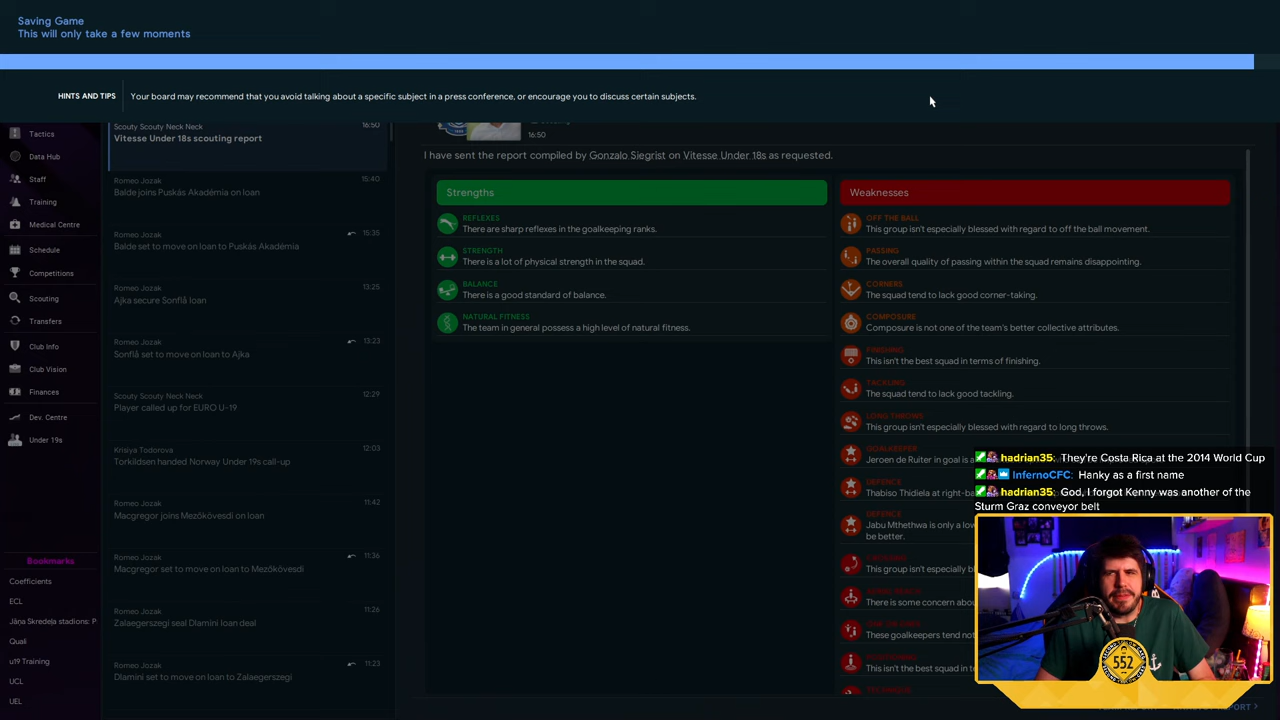 Saving Game
This will only take a few moments
HINTS AND TIPS
Your board may recommend that you avoid talking about a specific subject in a press conference, or encourage you to discuss certain subjects.
Tactics
Data Hub
Staff
Training
Medical Centre
Schedule
Competitions
Scouting
Transfers
Club Info
Club Vision
Finances
Dev. Centre
Under 19s
Bookmarks
Coefficients
ECL
Jāņa Skredeļa stadions: P
Quali
u19 Training
UCL
UEL
Scouty Scouty Neck Neck
16:50
Vitesse Under 18s scouting report
Romeo Jozak
15:40
Balde joins Puskás Akadémia on loan
Romeo Jozak
15:35
Balde set to move on loan to Puskás Akadémia
Romeo Jozak
13:25
Ajka secure Sonflå loan
Romeo Jozak
13:23
Sonflå set to move on loan to Ajka
Scouty Scouty Neck Neck
12:29
Player called up for EURO U-19
Krisiya Todorova
12:03
Torkildsen handed Norway Under 19s call-up
Romeo Jozak
11:42
Macgregor joins Mezőkövesdi on loan
Romeo Jozak
11:36
Macgregor set to move on loan to Mezőkövesdi
Romeo Jozak
11:26
Zalaegerszegi seal Dlamini loan deal
Romeo Jozak
11:23
Dlamini set to move on loan to Zalaegerszegi
16:50
I have sent the report compiled by Gonzalo Siegrist on Vitesse Under 18s as requested.
Strengths
REFLEXES
There are sharp reflexes in the goalkeeping ranks.
STRENGTH
There is a lot of physical strength in the squad.
BALANCE
There is a good standard of balance.
NATURAL FITNESS
The team in general possess a high level of natural fitness.
Weaknesses
OFF THE BALL
This group isn't especially blessed with regard to off the ball movement.
PASSING
The overall quality of passing within the squad remains disappointing.
CORNERS
The squad tend to lack good corner-taking.
COMPOSURE
Composure is not one of the team's better collective attributes.
FINISHING
This isn't the best squad in terms of finishing.
TACKLING
The squad tend to lack good tackling.
LONG THROWS
This group isn't especially blessed with regard to long throws.
GOALKEEPER
Jeroen de Ruiter in goal is a
DEFENCE
Thabiso Thidiela at right-ba
DEFENCE
Jabu Mthethwa is only a lo
be better.
This group isn't especially bl
There is some concern abou
These goalkeepers tend not
This isn't the best squad in te
REPORT
hadrian35: They're Costa Rica at the 2014 World Cup
InfernoCFC: Hanky as a first name
hadrian35: God, I forgot Kenny was another of the
Sturm Graz conveyor belt
552